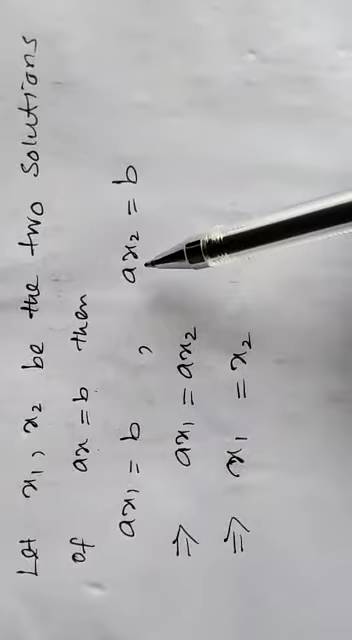 Let x₁, x₂ be the two solutions
of ax = b then
ax₁ = b , ax₂ = b
⇒ ax₁ = ax₂
⇒ x₁ = x₂